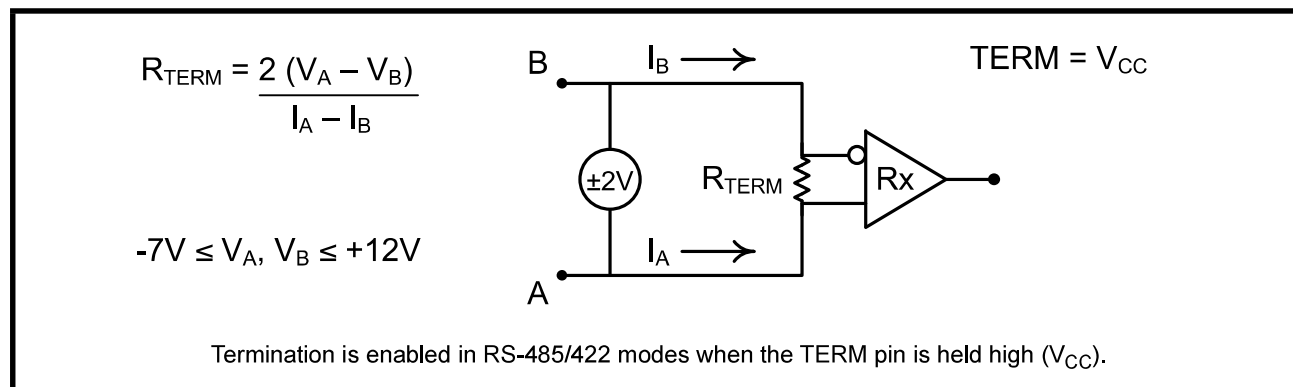 R_TERM = 2 (V_A – V_B)
I_A – I_B
B
I_B
TERM = V_CC
±2V
R_TERM
Rx
-7V ≤ V_A, V_B ≤ +12V
I_A
A
Termination is enabled in RS-485/422 modes when the TERM pin is held high (V_CC).